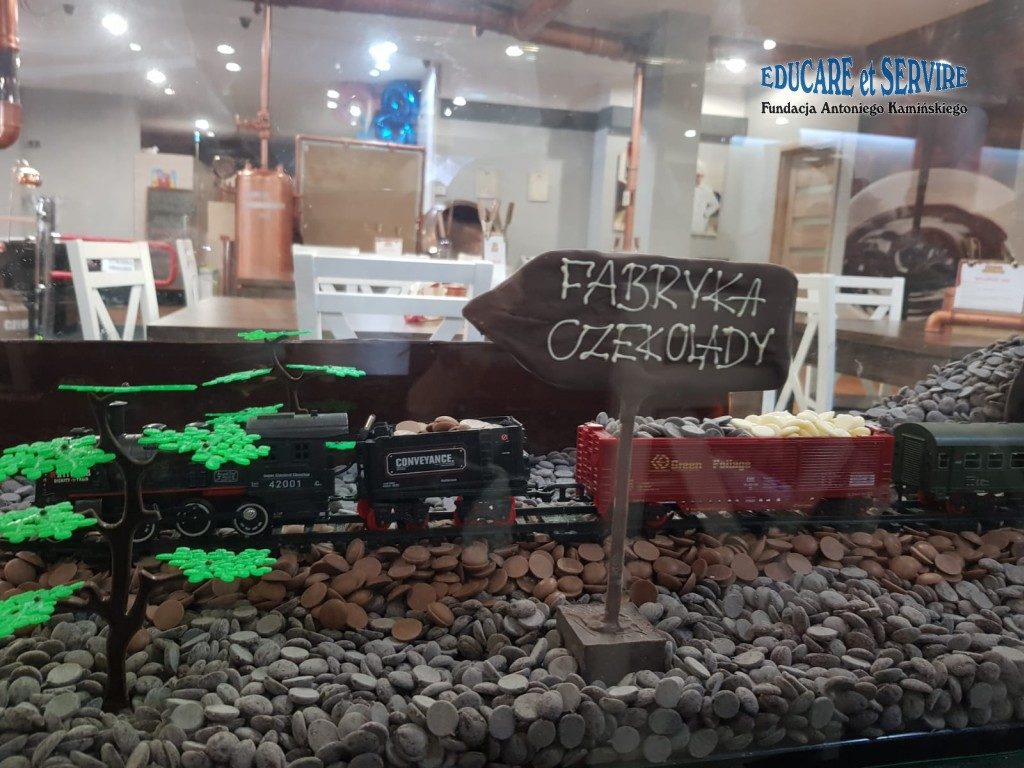 EDUCARE et SERVIRE
Fundacja Antoniego Kamińskiego
FABRYKA
CZEKOLADY
CONVEYANCE.
42001
Green Foliage